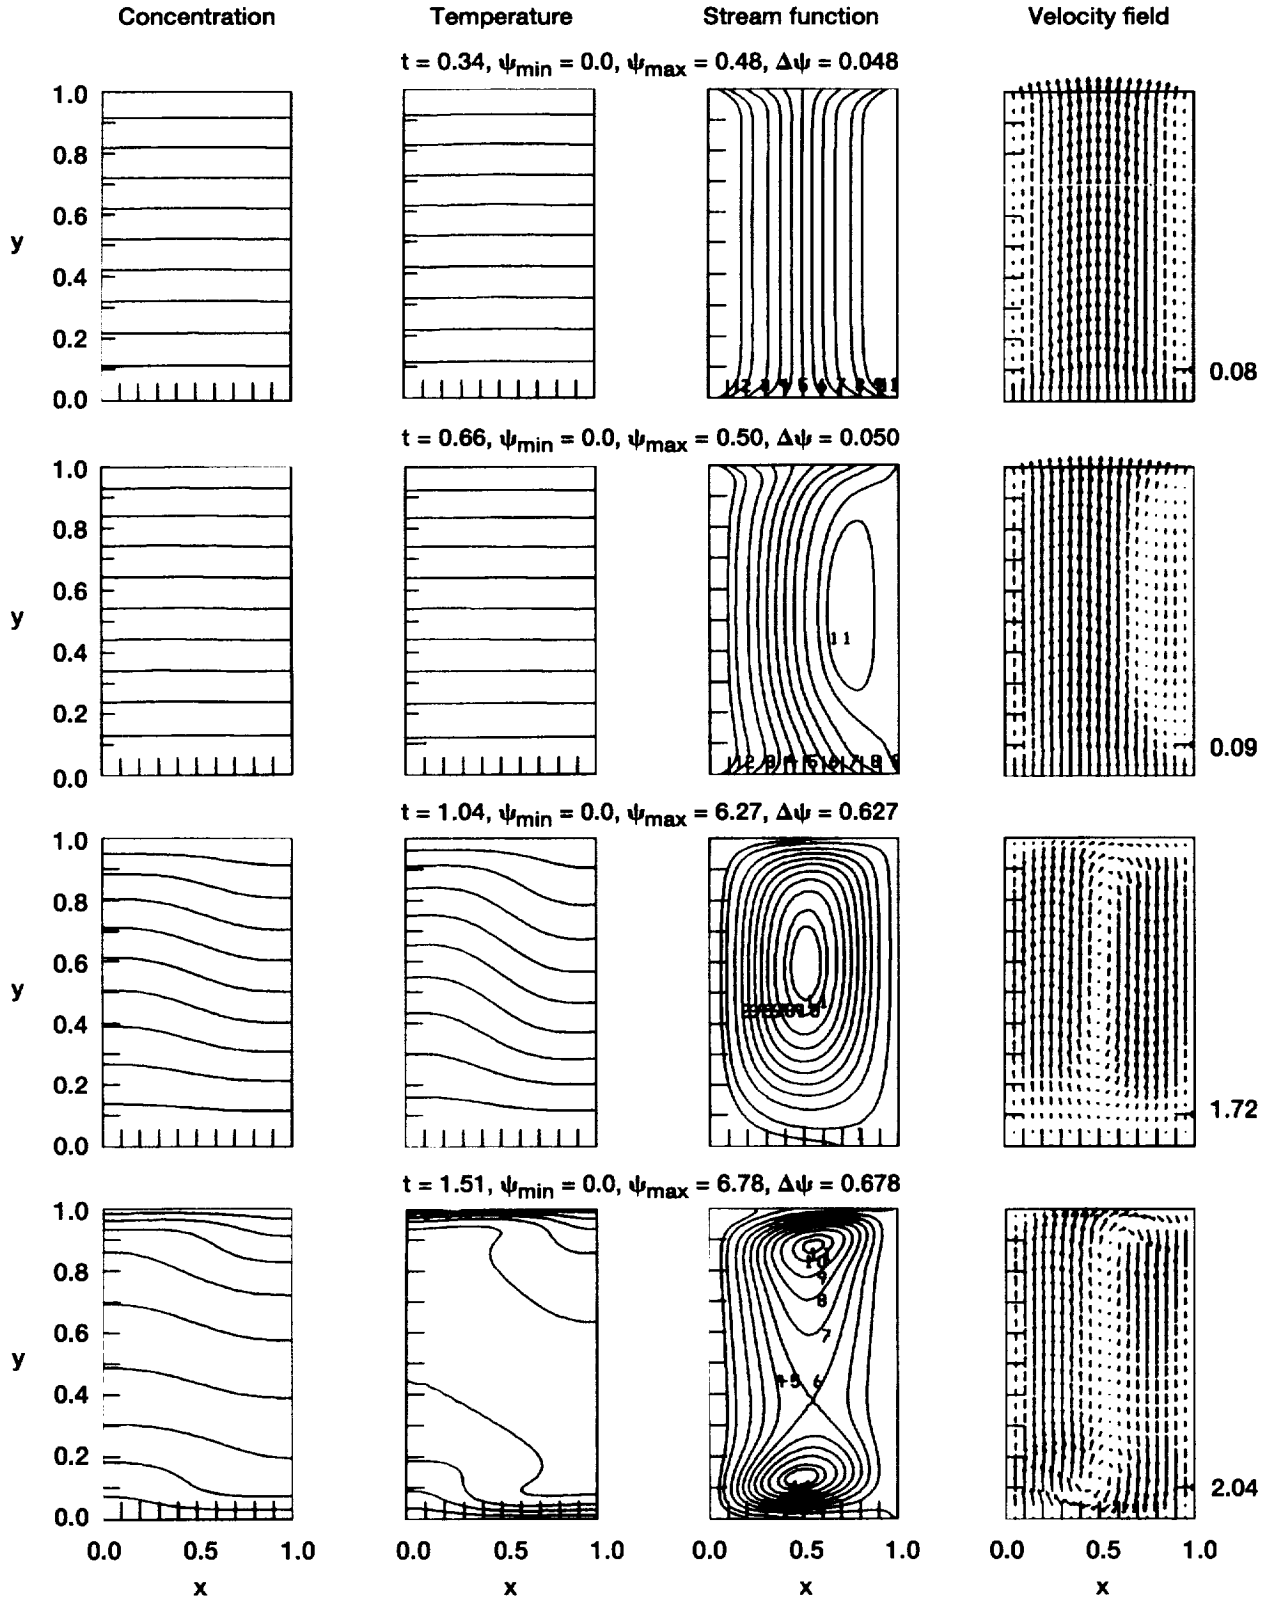 Concentration Temperature Stream function Velocity field
t = 0.34, ψmin = 0.0, ψmax = 0.48, Δψ = 0.048
1.0
0.8
0.6
y
0.4
0.2
0.0
0.08
t = 0.66, ψmin = 0.0, ψmax = 0.50, Δψ = 0.050
1.0
0.8
0.6
y
0.4
0.2
0.0
11
0.09
t = 1.04, ψmin = 0.0, ψmax = 6.27, Δψ = 0.627
1.0
0.8
0.6
y
0.4
0.2
0.0
1
1.72
t = 1.51, ψmin = 0.0, ψmax = 6.78, Δψ = 0.678
1.0
0.8
0.6
y
0.4
0.2
0.0
10
9
8
7
4 5 6
2.04
0.0 0.5 1.0 0.0 0.5 1.0 0.0 0.5 1.0 0.0 0.5 1.0
x x x x